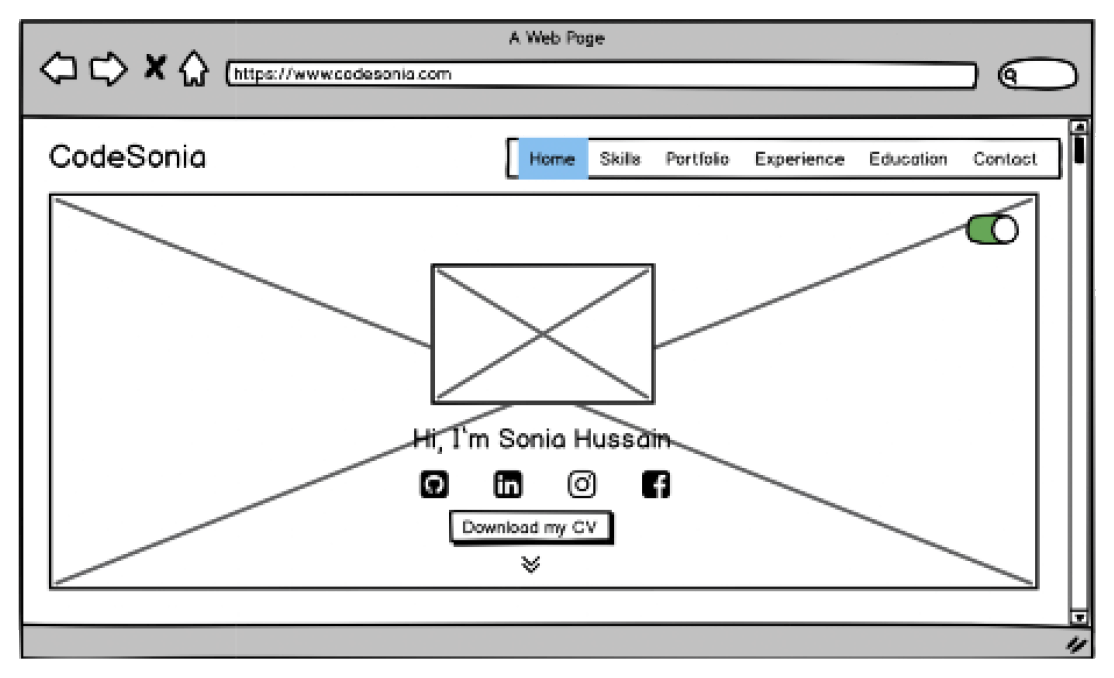 A Web Page
https://www.codesonia.com
CodeSonia
Home Skills Portfolio Experience Education Contact
Hi, I'm Sonia Hussain
in
Download my CV